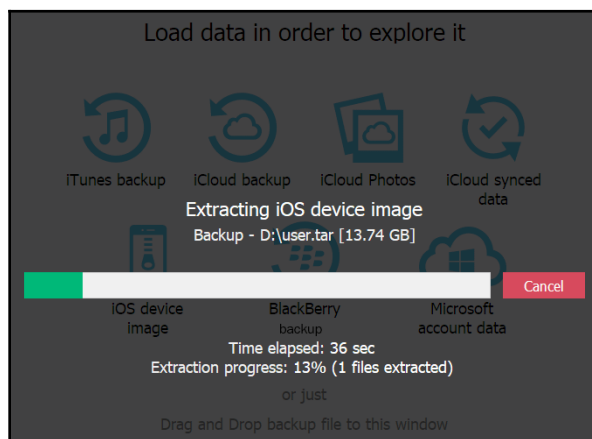 Load data in order to explore it
iTunes backup
iCloud backup
iCloud Photos
iCloud synced
data
Extracting iOS device image
Backup - D:\user.tar [13.74 GB]
Cancel
iOS device
image
BlackBerry
backup
Microsoft
account data
Time elapsed: 36 sec
Extraction progress: 13% (1 files extracted)
or just
Drag and Drop backup file to this window